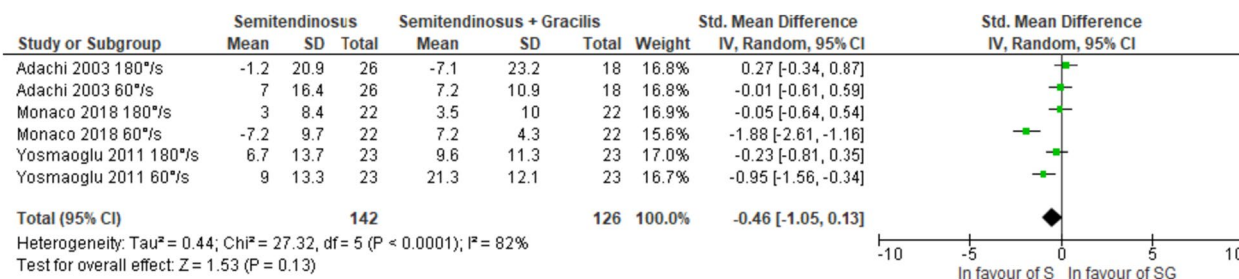 Semitendinosus Semitendinosus + Gracilis Std. Mean Difference Std. Mean Difference
Study or Subgroup Mean SD Total Mean SD Total Weight IV, Random, 95% CI IV, Random, 95% CI
Adachi 2003 180°/s -1.2 20.9 26 -7.1 23.2 18 16.8% 0.27 [-0.34, 0.87]
Adachi 2003 60°/s 7 16.4 26 7.2 10.9 18 16.8% -0.01 [-0.61, 0.59]
Monaco 2018 180°/s 3 8.4 22 3.5 10 22 16.9% -0.05 [-0.64, 0.54]
Monaco 2018 60°/s -7.2 9.7 22 7.2 4.3 22 15.6% -1.88 [-2.61, -1.16]
Yosmaoglu 2011 180°/s 6.7 13.7 23 9.6 11.3 23 17.0% -0.23 [-0.81, 0.35]
Yosmaoglu 2011 60°/s 9 13.3 23 21.3 12.1 23 16.7% -0.95 [-1.56, -0.34]
Total (95% CI) 142 126 100.0% -0.46 [-1.05, 0.13]
Heterogeneity: Tau² = 0.44; Chi² = 27.32, df = 5 (P < 0.0001); I² = 82%
Test for overall effect: Z = 1.53 (P = 0.13)
-10 -5 0 5 10
In favour of S In favour of SG